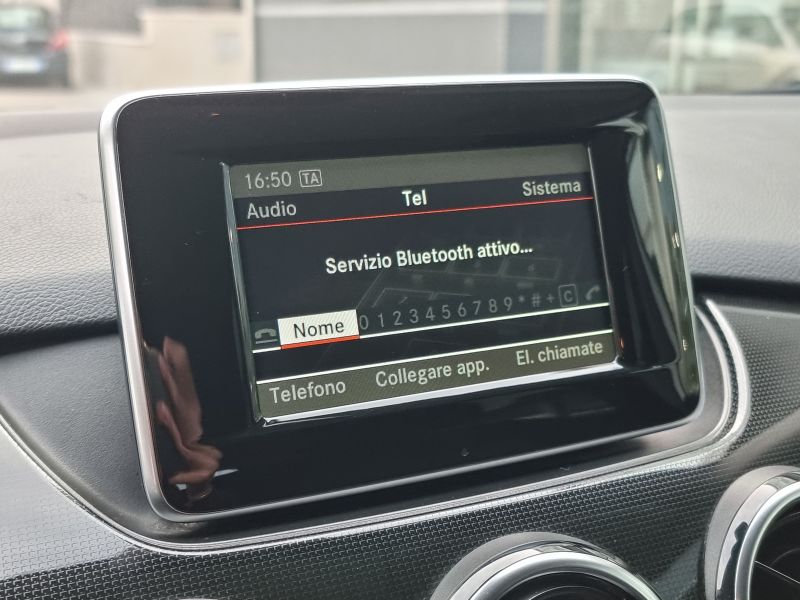 16:50 TA
Audio Tel Sistema
Servizio Bluetooth attivo...
Nome 0 1 2 3 4 5 6 7 8 9 * # + C
Telefono Collegare app. El. chiamate